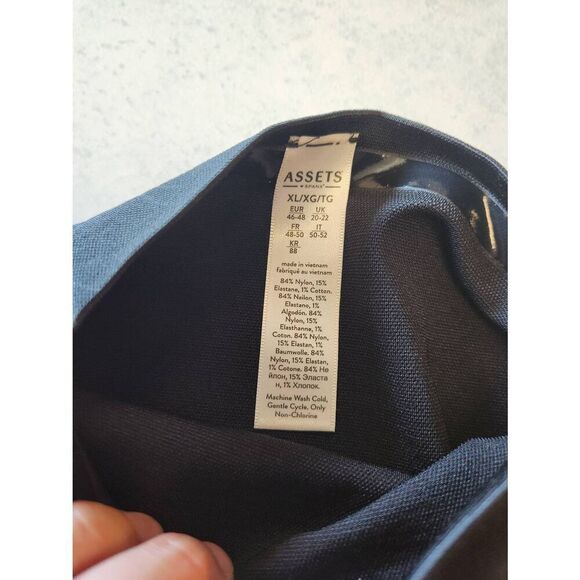 ASSETS
♥ SPANX®
XL/XG/TG
EUR UK
46-48 20-22
FR IT
48-50 50-52
KR
88
made in vietnam
fabriqué au vietnam
84% Nylon, 15%
Elastane, 1% Cotton.
84% Nailon, 15%
Elastano, 1%
Algodón. 84%
Nylon, 15%
Elasthanne, 1%
Coton. 84% Nylon,
15% Elastan, 1%
Baumwolle. 84%
Nylon, 15% Elastan,
1% Cotone. 84% Не
йлон, 15% Эласта
н, 1% Хлопок.
Machine Wash Cold,
Gentle Cycle, Only
Non-Chlorine